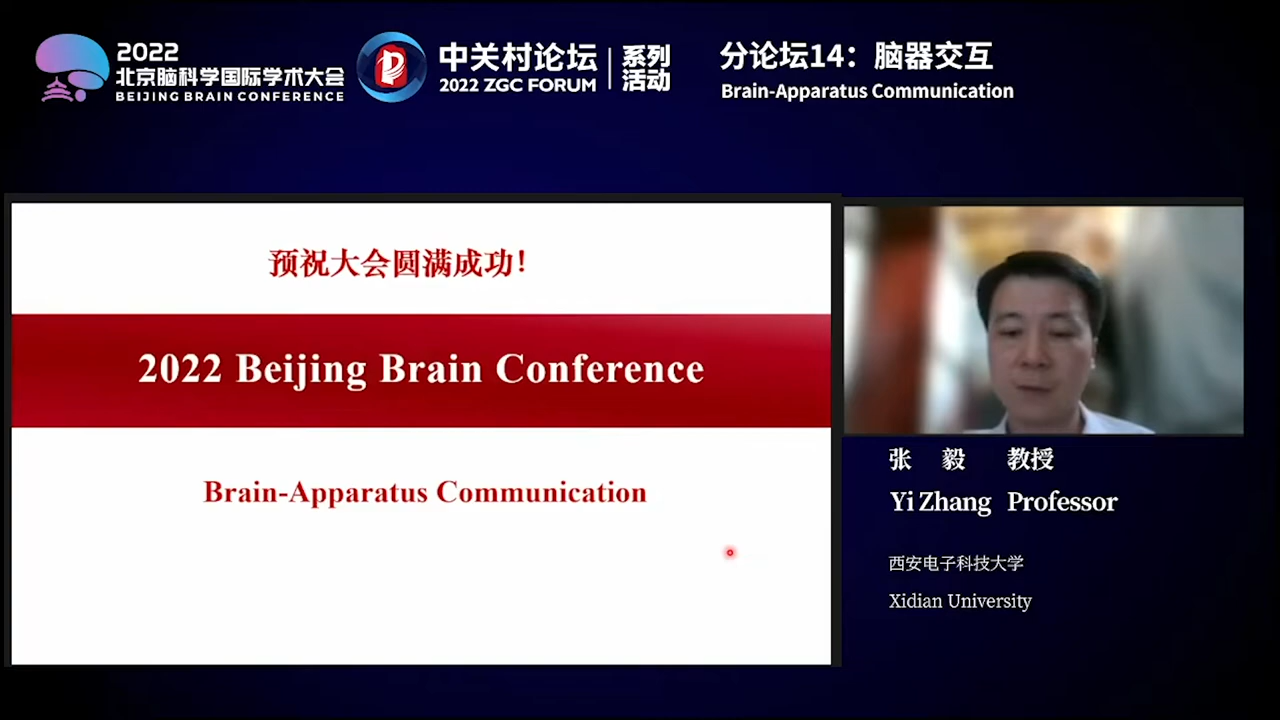 2022
北京脑科学国际学术大会
BEIJING BRAIN CONFERENCE
中关村论坛
2022 ZGC FORUM
系列
活动
分论坛14：脑器交互
Brain-Apparatus Communication
预祝大会圆满成功！
2022 Beijing Brain Conference
Brain-Apparatus Communication
张 毅 教授
Yi Zhang Professor
西安电子科技大学
Xidian University